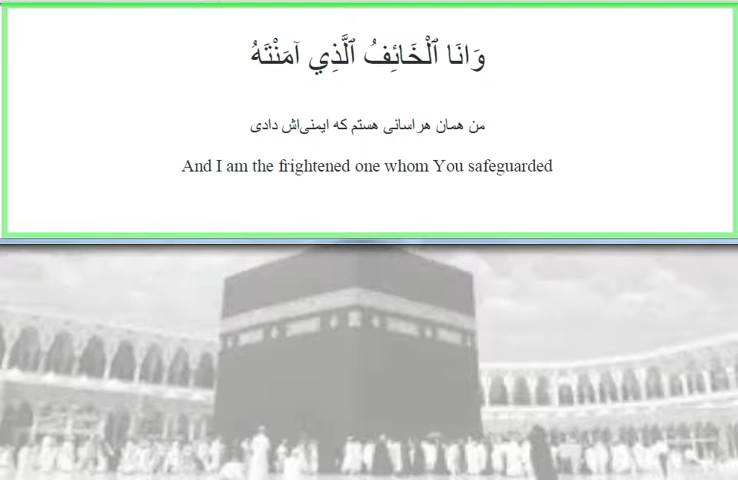 وَانَا ٱلْخَائِفُ ٱلَّذِي آمَنْتَهُ
من همان هراسانی هستم که ایمنی‌اش دادی
And I am the frightened one whom You safeguarded